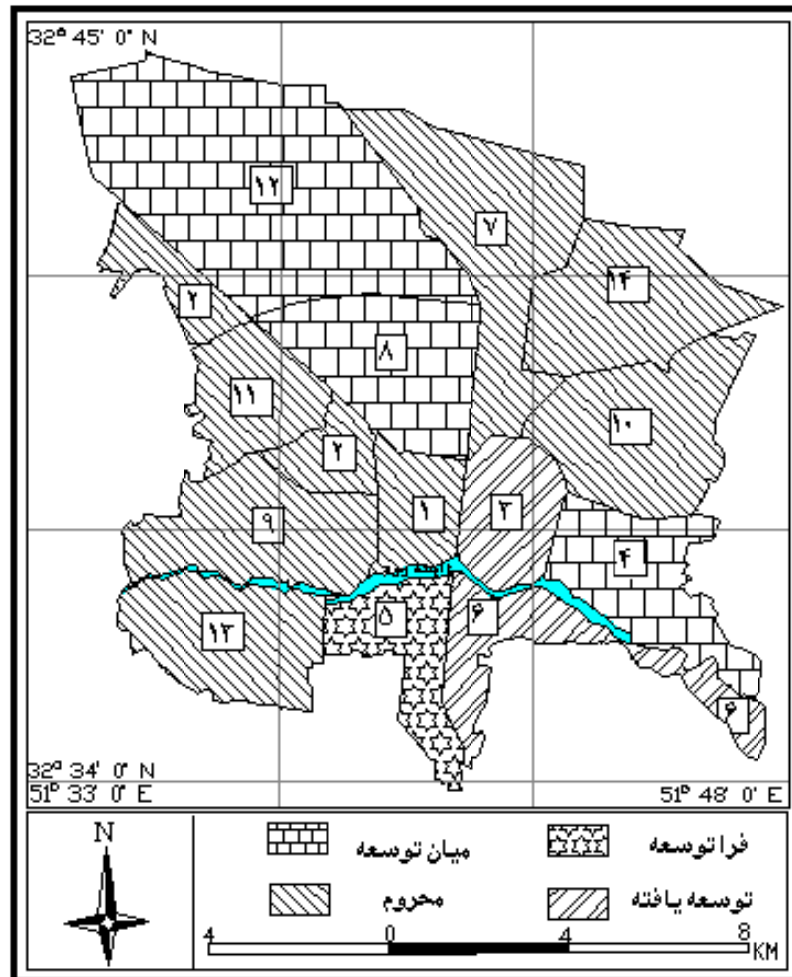 32° 45' 0" N
۱۲
۷
۱۴
۲
۸
۱۱
۱۰
۲
۱
۳
۹
۴
۱۳
۵
۶
۶
32° 34' 0" N
51° 33' 0" E
51° 48' 0" E
N
میان توسعه
فرا توسعه
محروم
توسعه یافته
4 0 4 8 KM